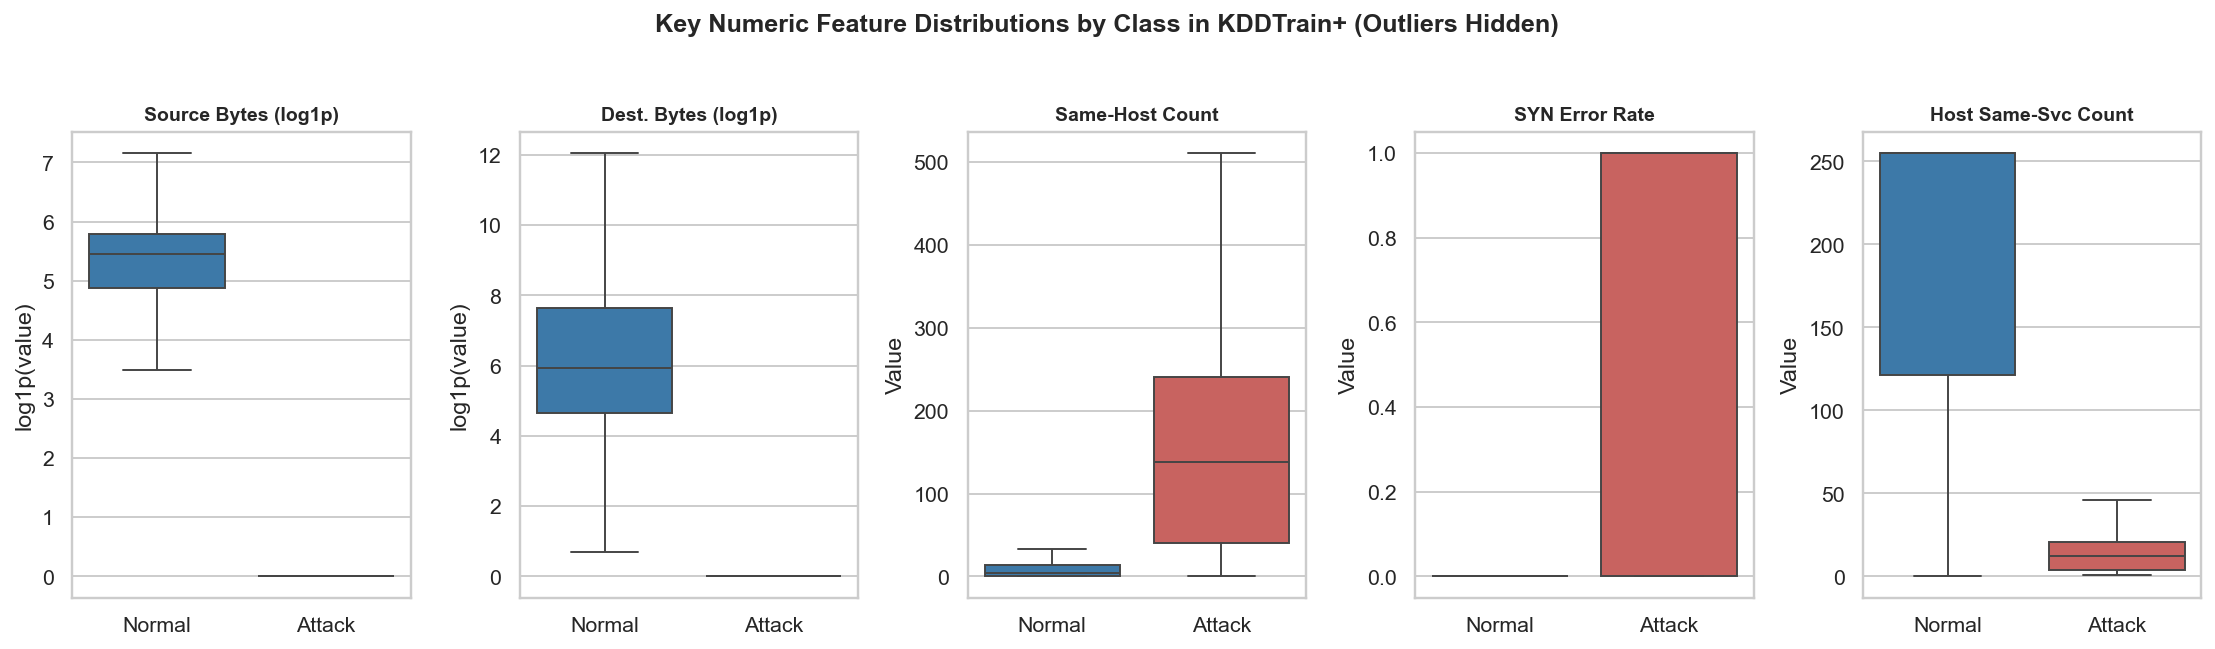 Key Numeric Feature Distributions by Class in KDDTrain+ (Outliers Hidden)
Source Bytes (log1p)
log1p(value)
7
6
5
4
3
2
1
0
Normal Attack
Dest. Bytes (log1p)
log1p(value)
12
10
8
6
4
2
0
Normal Attack
Same-Host Count
Value
500
400
300
200
100
0
Normal Attack
SYN Error Rate
Value
1.0
0.8
0.6
0.4
0.2
0.0
Normal Attack
Host Same-Svc Count
Value
250
200
150
100
50
0
Normal Attack